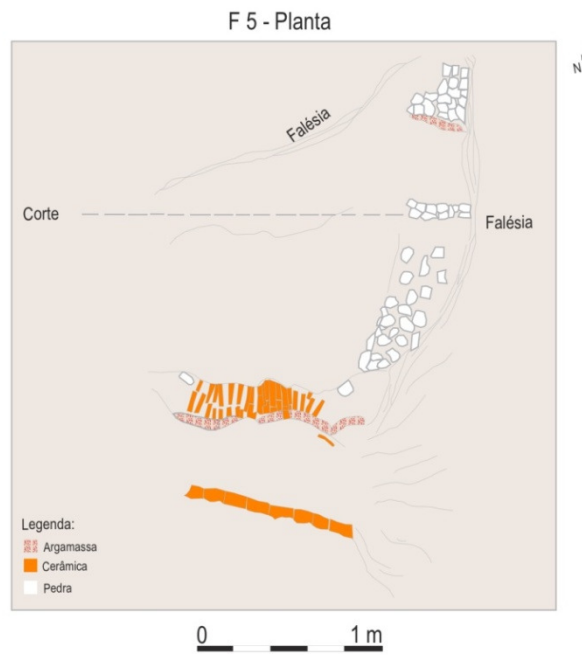 F 5 - Planta
N
Falésia
Corte
Falésia
Legenda:
Argamassa
Cerâmica
Pedra
0 1 m